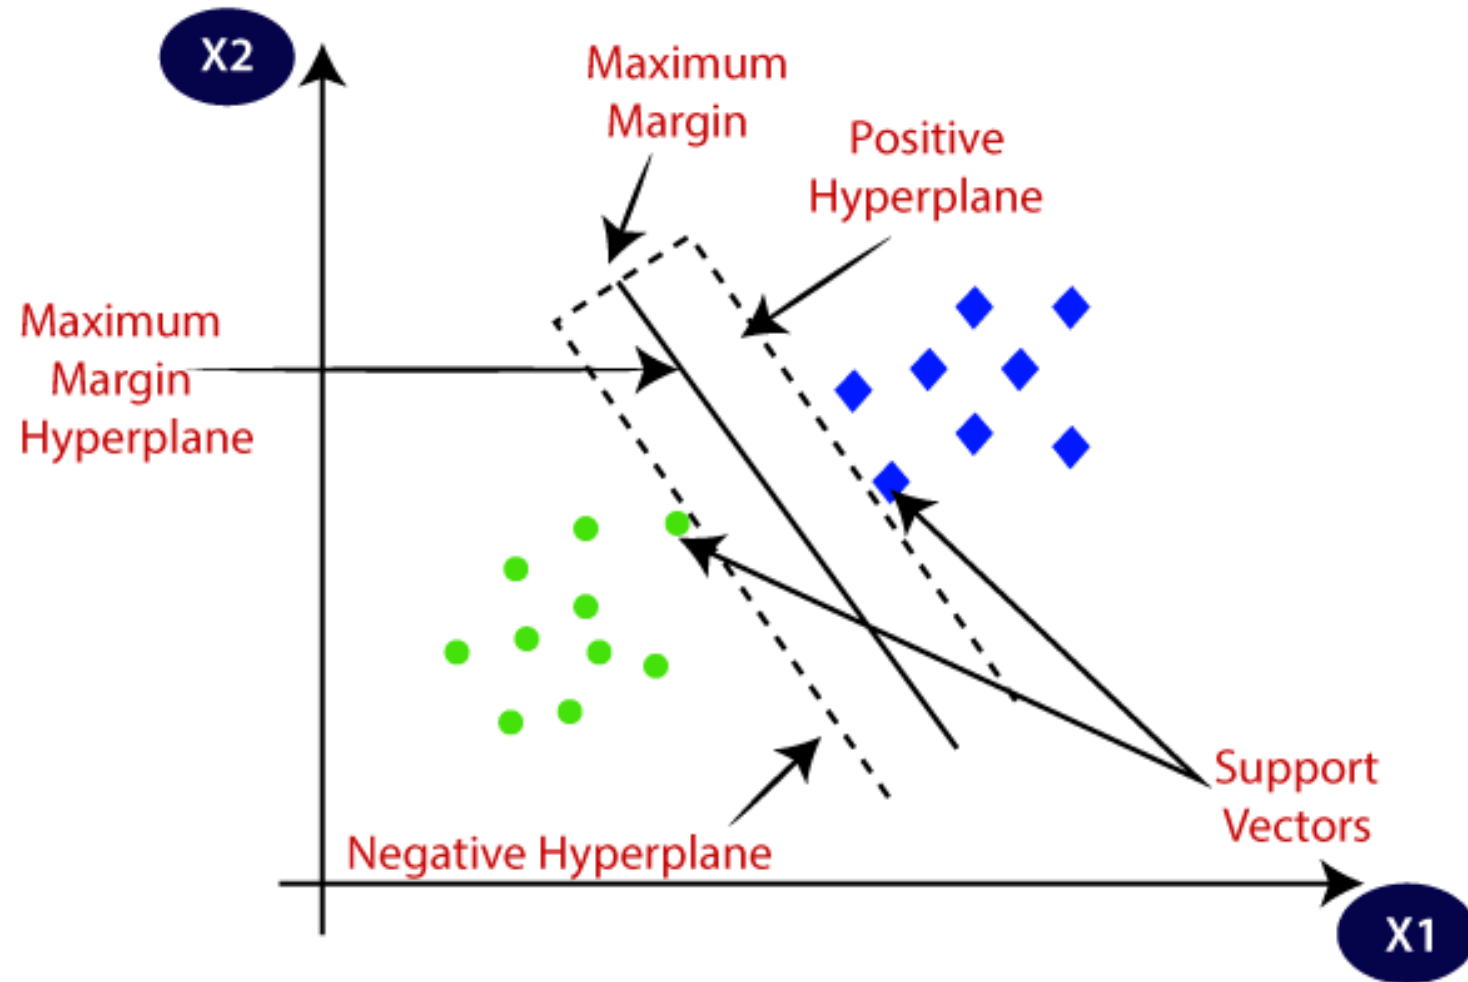 X2
Maximum
Margin
Positive
Hyperplane
Maximum
Margin
Hyperplane
Support
Vectors
Negative Hyperplane
X1